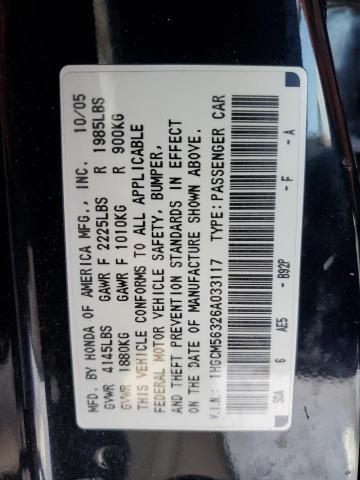 MFD. BY HONDA OF AMERICA MFG., INC. 10/05
GVWR 4145LBS GAWR F 2225LBS R 1985LBS
GVWR 1880KG GAWR F 1010KG R 900KG
THIS VEHICLE CONFORMS TO ALL APPLICABLE
FEDERAL MOTOR VEHICLE SAFETY, BUMPER,
AND THEFT PREVENTION STANDARDS IN EFFECT
ON THE DATE OF MANUFACTURE SHOWN ABOVE.
V.I.N.: 1HGCM56326A033117 TYPE:PASSENGER CAR
SDA 6 AE5 - B92P - F - A